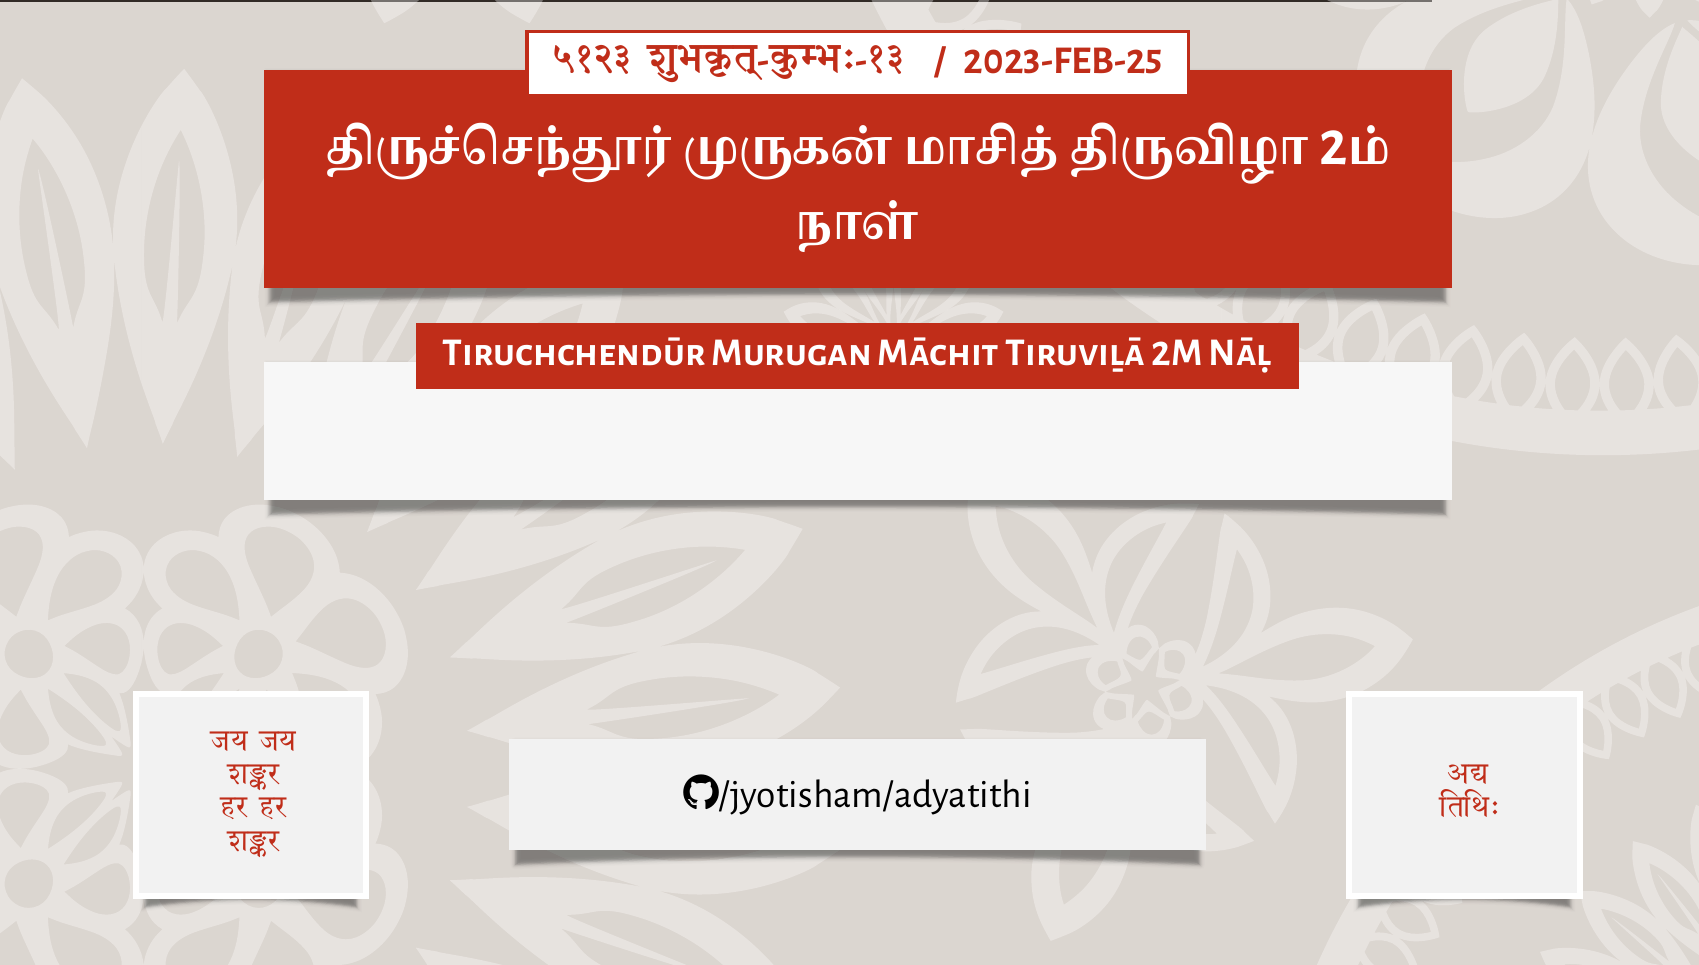 ५१२३ शुभकृत्-कुम्भः-१३ / 2023-FEB-25
திருச்செந்தூர் முருகன் மாசித் திருவிழா 2ம்
நாள்
Tiruchchendūr Murugan Māchit Tiruviḻā 2m Nāḷ
जय जय
शङ्कर
हर हर
शङ्कर
/jyotisham/adyatithi
अद्य
तिथिः